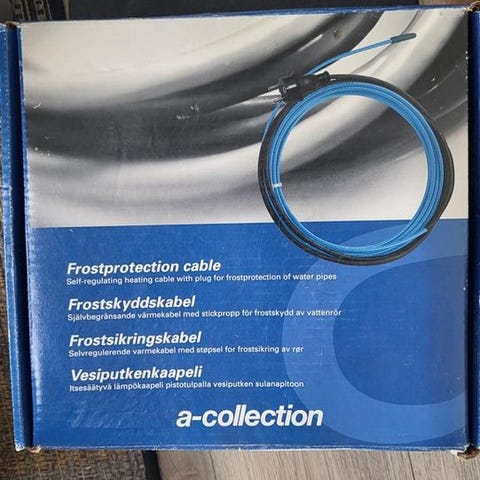 Frostprotection cable
Self-regulating heating cable with plug for frostprotection of water pipes
Frostskyddskabel
Självbegränsande värmekabel med stickpropp för frostskydd av vattenrör
Frostsikringskabel
Selvregulerende varmekabel med støpsel for frostsikring av rør
Vesiputkenkaapeli
Itsesäätyvä lämpökaapeli pistotulpalla vesiputken sulanapitoon
a-collection